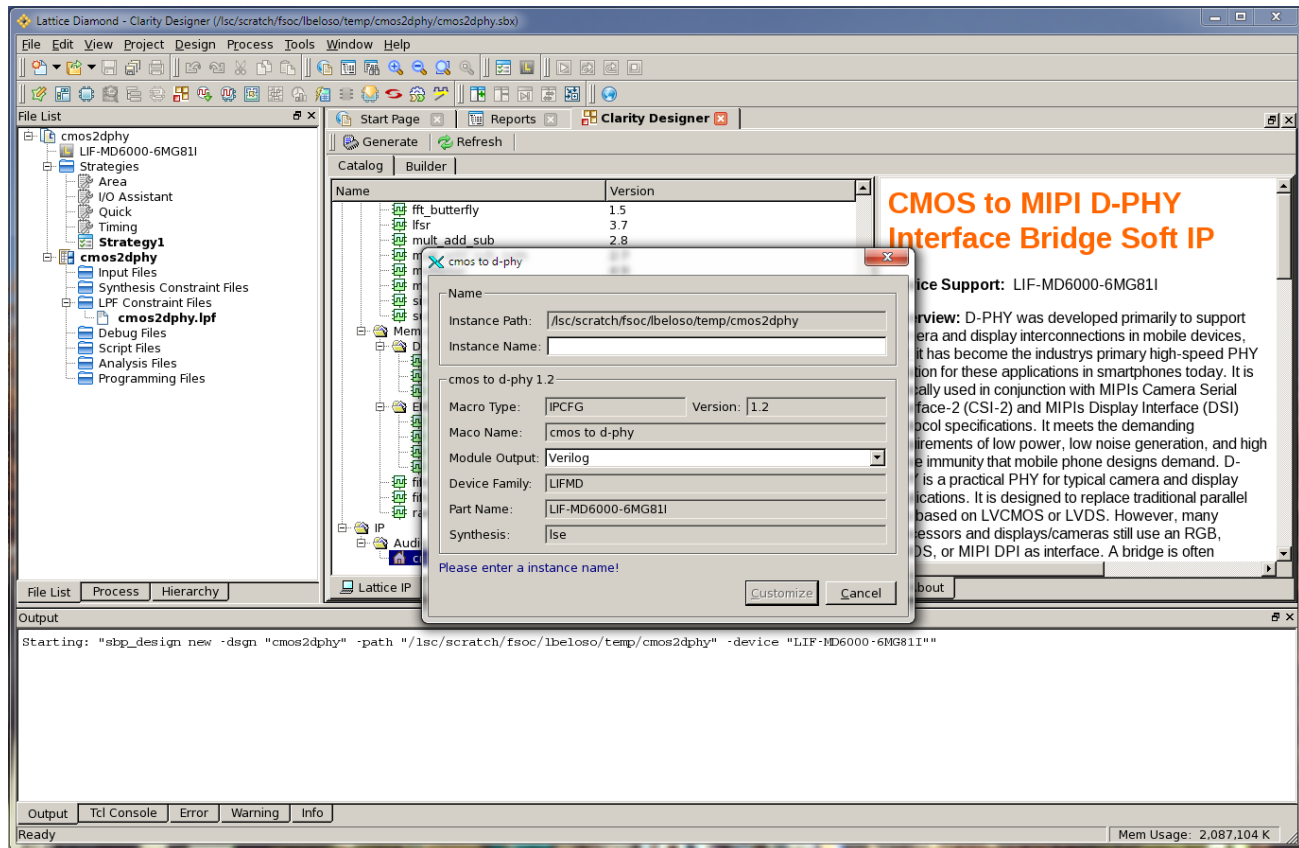 Lattice Diamond - Clarity Designer (/lsc/scratch/fsoc/lbeloso/temp/cmos2dphy/cmos2dphy.sbx)
File Edit View Project Design Process Tools Window Help
File List
cmos2dphy
LIF-MD6000-6MG81I
Strategies
Area
I/O Assistant
Quick
Timing
Strategy1
cmos2dphy
Input Files
Synthesis Constraint Files
LPF Constraint Files
cmos2dphy.lpf
Debug Files
Script Files
Analysis Files
Programming Files
File List Process Hierarchy
Start Page Reports Clarity Designer
Generate Refresh
Catalog Builder
Name Version
fft_butterfly 1.5
lfsr 3.7
mult_add_sub 2.8
IP
Lattice IP
cmos to d-phy
Name
Instance Path: /lsc/scratch/fsoc/lbeloso/temp/cmos2dphy
Instance Name:
cmos to d-phy 1.2
Macro Type: IPCFG Version: 1.2
Maco Name: cmos to d-phy
Module Output: Verilog
Device Family: LIFMD
Part Name: LIF-MD6000-6MG81I
Synthesis: lse
Please enter a instance name!
Customize Cancel
CMOS to MIPI D-PHY
Interface Bridge Soft IP
Support: LIF-MD6000-6MG81I
D-PHY was developed primarily to support
and display interconnections in mobile devices,
it has become the industrys primary high-speed PHY
for these applications in smartphones today. It is
used in conjunction with MIPIs Camera Serial
(CSI-2) and MIPIs Display Interface (DSI)
specifications. It meets the demanding
of low power, low noise generation, and high
immunity that mobile phone designs demand. D-
is a practical PHY for typical camera and display
It is designed to replace traditional parallel
based on LVCMOS or LVDS. However, many
and displays/cameras still use an RGB,
or MIPI DPI as interface. A bridge is often
Output
Starting: "sbp_design new -dsgn "cmos2dphy" -path "/lsc/scratch/fsoc/lbeloso/temp/cmos2dphy" -device "LIF-MD6000-6MG81I""
Output Tcl Console Error Warning Info
Ready Mem Usage: 2,087,104 K